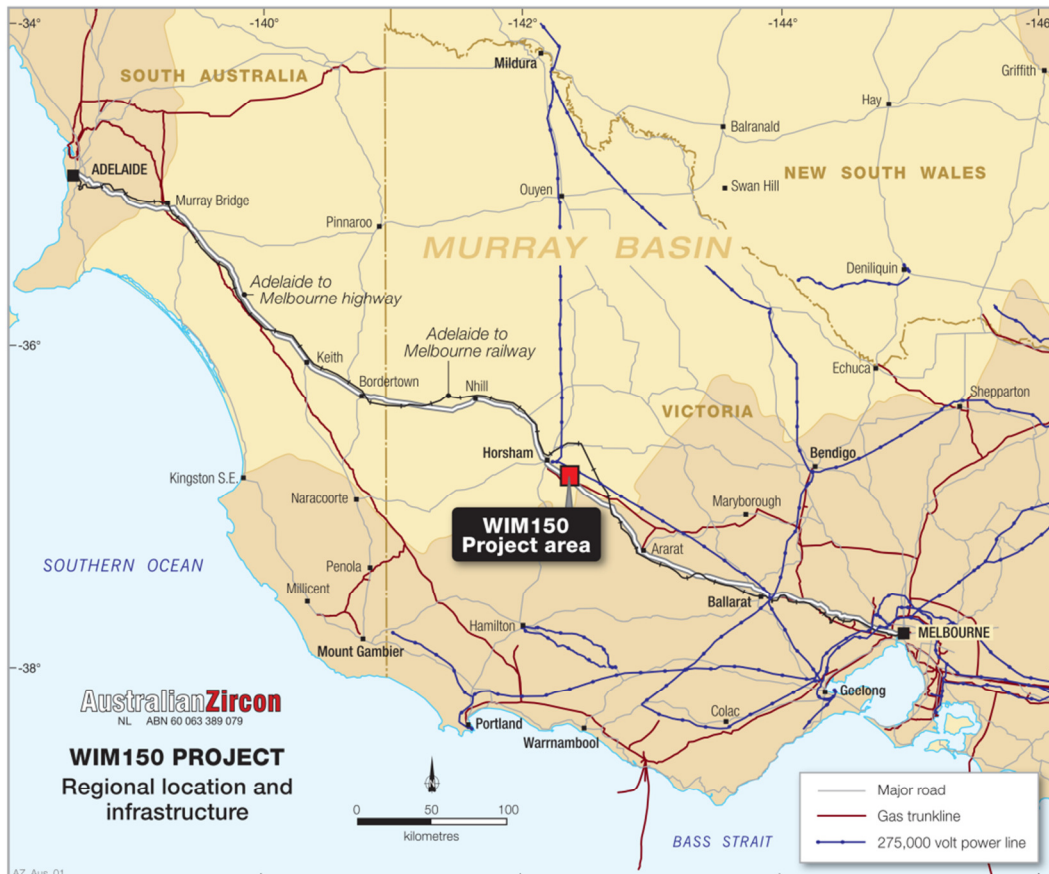 -34°
-140°
-142°
-144°
-146
SOUTH AUSTRALIA
Mildura
Griffith
Hay
Balranald
ADELAIDE
NEW SOUTH WALES
Swan Hill
Ouyen
Murray Bridge
Pinnaroo
MURRAY BASIN
Deniliquin
Adelaide to
Melbourne highway
Adelaide to
Melbourne railway
-36°
Keith
Echuca
Bordertown
Nhill
Shepparton
VICTORIA
Horsham
Bendigo
Kingston S.E.
Naracoorte
Maryborough
WIM150
Project area
Ararat
SOUTHERN OCEAN
Penola
Millicent
Ballarat
Hamilton
MELBOURNE
Mount Gambier
-38°
Geelong
AustralianZircon
NL ABN 60 063 389 079
Colac
Portland
Warrnambool
WIM150 PROJECT
Regional location and
infrastructure
0 50 100
kilometres
BASS STRAIT
Major road
Gas trunkline
275,000 volt power line
AZ Aus 01